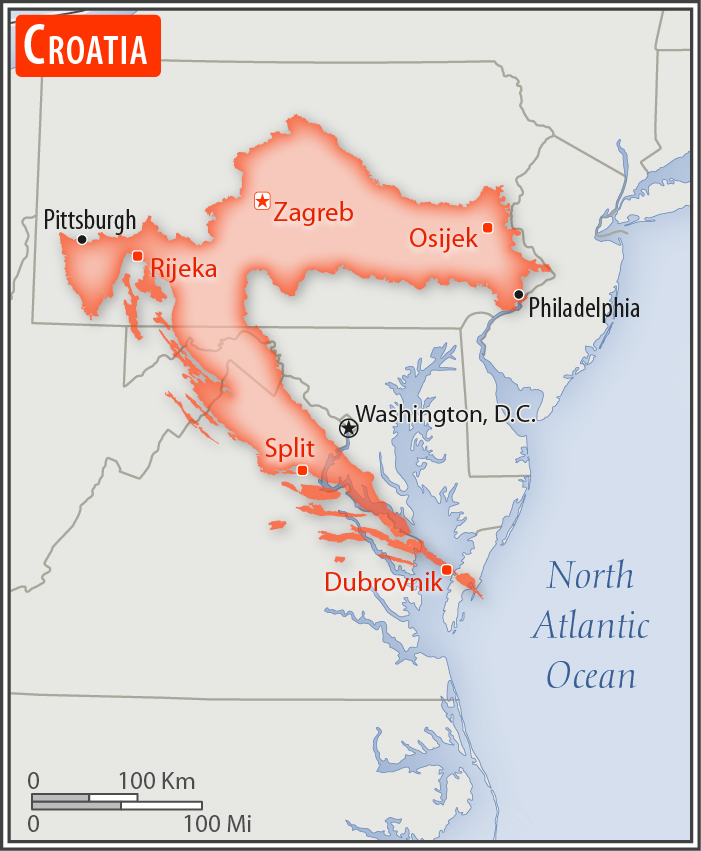 CROATIA
Pittsburgh
Zagreb
Osijek
Rijeka
Philadelphia
Washington, D.C.
Split
Dubrovnik
North
Atlantic
Ocean
0 100 Km
0 100 Mi